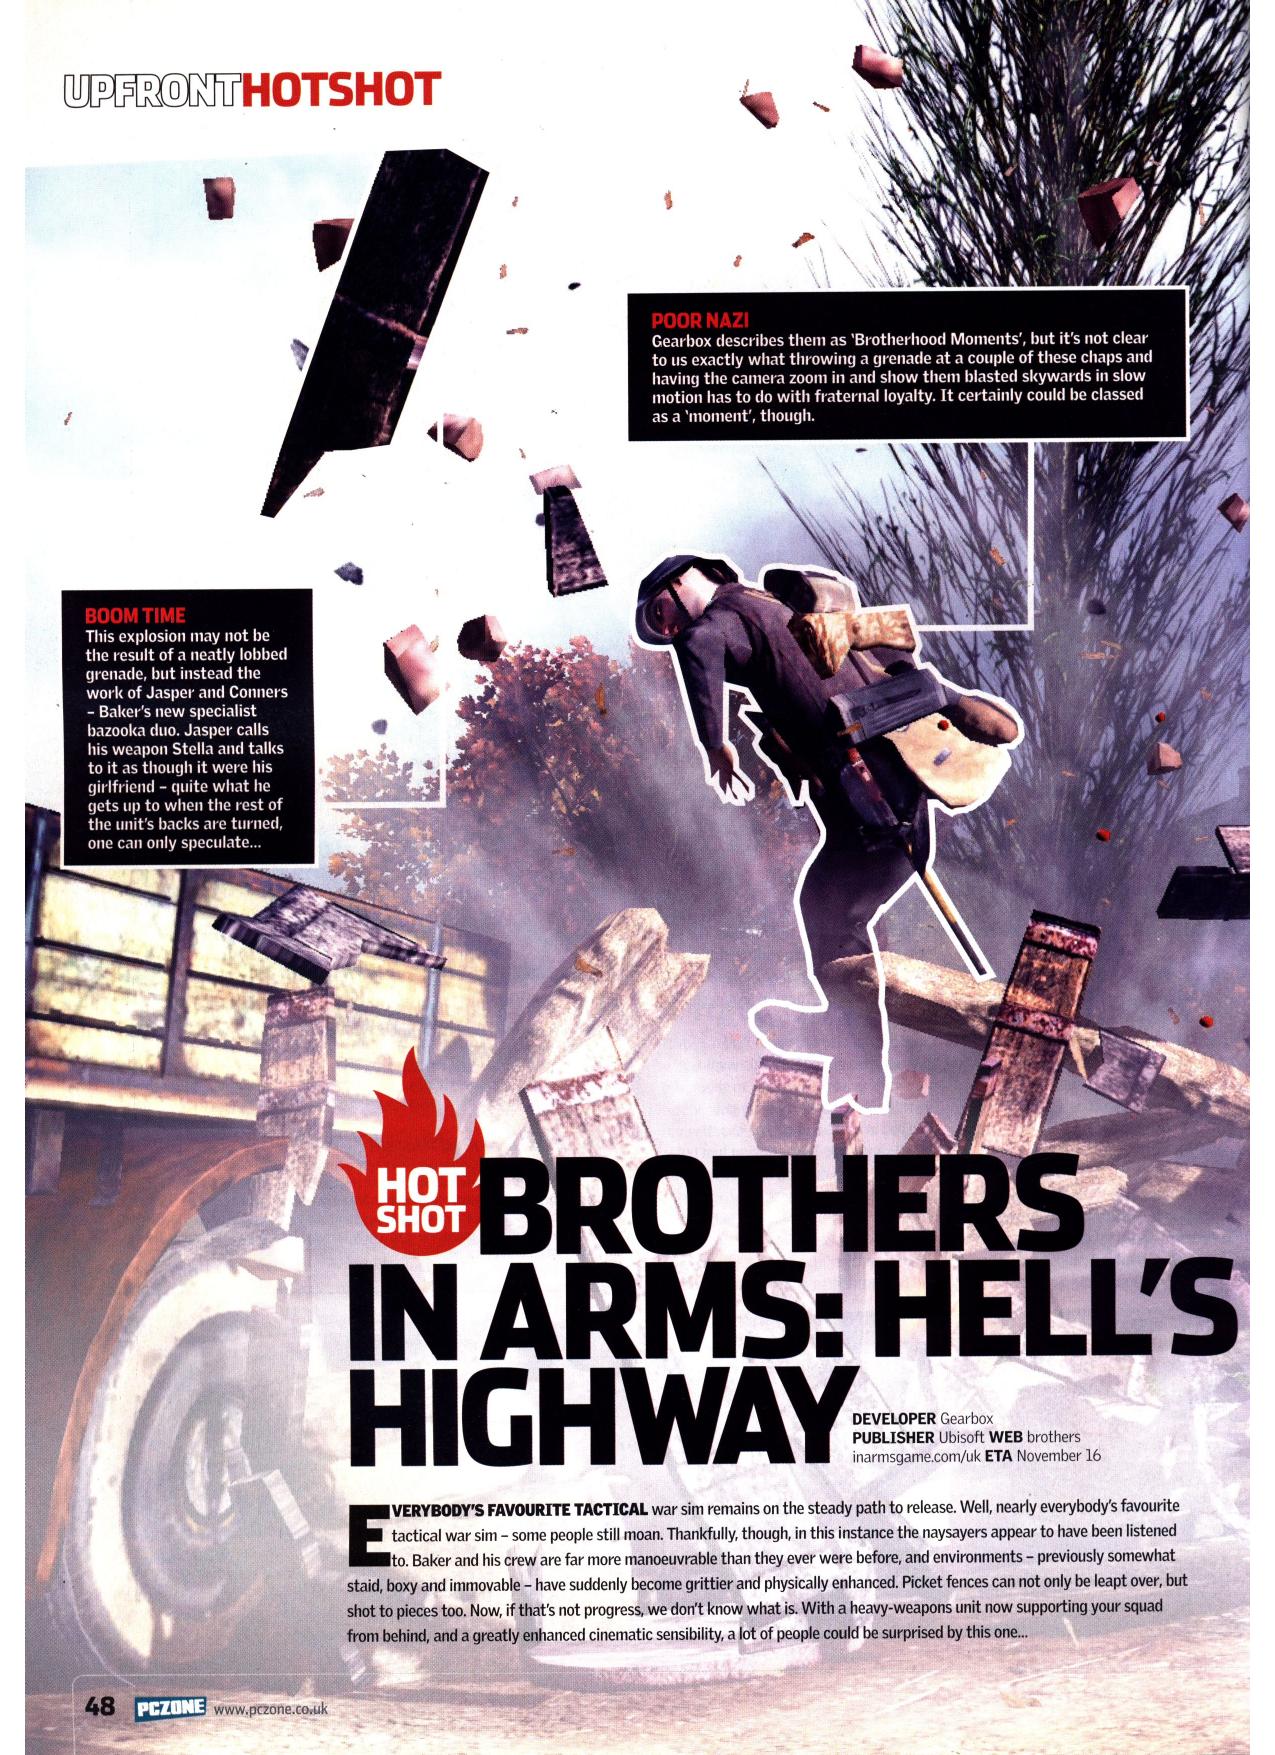 UPFRONTHOTSHOT
POOR NAZI
Gearbox describes them as ‘Brotherhood Moments’, but it’s not clear
to us exactly what throwing a grenade at a couple of these chaps and
having the camera zoom in and show them blasted skywards in slow
motion has to do with fraternal loyalty. It certainly could be classed
as a ‘moment’, though.
BOOM TIME
This explosion may not be
the result of a neatly lobbed
grenade, but instead the
work of Jasper and Conners
– Baker’s new specialist
bazooka duo. Jasper calls
his weapon Stella and talks
to it as though it were his
girlfriend – quite what he
gets up to when the rest of
the unit’s backs are turned,
one can only speculate...
HOT
SHOT
BROTHERS
IN ARMS: HELL’S
HIGHWAY
DEVELOPER Gearbox
PUBLISHER Ubisoft WEB brothers
inarmsgame.com/uk ETA November 16
EVERYBODY’S FAVOURITE TACTICAL war sim remains on the steady path to release. Well, nearly everybody’s favourite
tactical war sim – some people still moan. Thankfully, though, in this instance the naysayers appear to have been listened
to. Baker and his crew are far more manoeuvrable than they ever were before, and environments – previously somewhat
staid, boxy and immovable – have suddenly become grittier and physically enhanced. Picket fences can not only be leapt over, but
shot to pieces too. Now, if that’s not progress, we don’t know what is. With a heavy-weapons unit now supporting your squad
from behind, and a greatly enhanced cinematic sensibility, a lot of people could be surprised by this one...
48 PCZONE www.pczone.co.uk